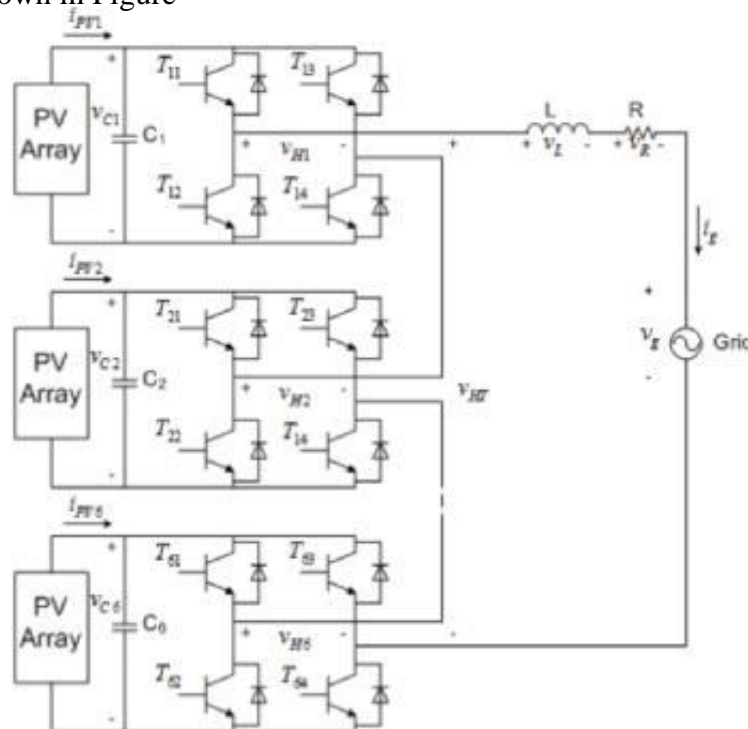 own in Figure
i_PV1
+
T_11
T_13
PV
Array
v_C1
C_1
+ v_H1 -
+
L
R
+ v_L -
+ v_R -
T_12
T_14
-
i_g
i_PV2
+
T_21
T_23
PV
Array
v_C2
C_2
+ v_H2 -
v_HT
+
v_g
-
Grid
T_22
T_14
-
i_PV6
+
T_61
T_63
PV
Array
v_C6
C_6
+ v_H6 -
-
T_62
T_64
-